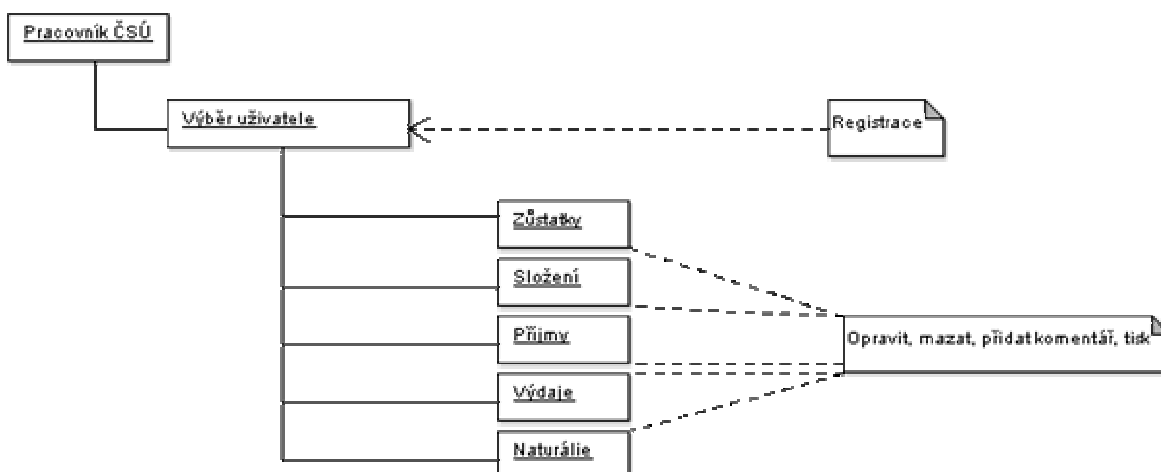 Pracovník ČSÚ
Výběr uživatele
Registrace
Zůstatky
Složení
Příjmy
Opravit, mazat, přidat komentář, tisk
Výdaje
Naturálie